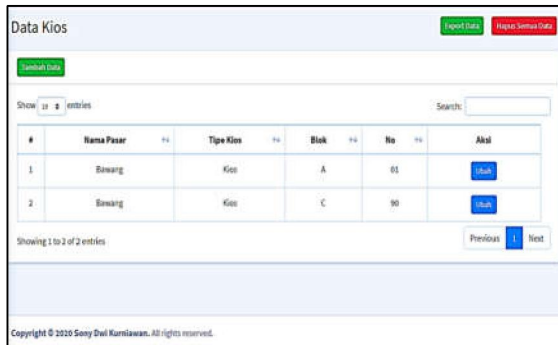 Data Kios Export Data Hapus Semua Data
Tambah Data
Show 10 entries Search:
# Nama Pasar Tipe Kios Blok No Aksi
1 Bawang Kios A 01 Ubah
2 Bawang Kios C 90 Ubah
Showing 1 to 2 of 2 entries Previous 1 Next
Copyright © 2020 Sony Dwi Kurniawan. All rights reserved.